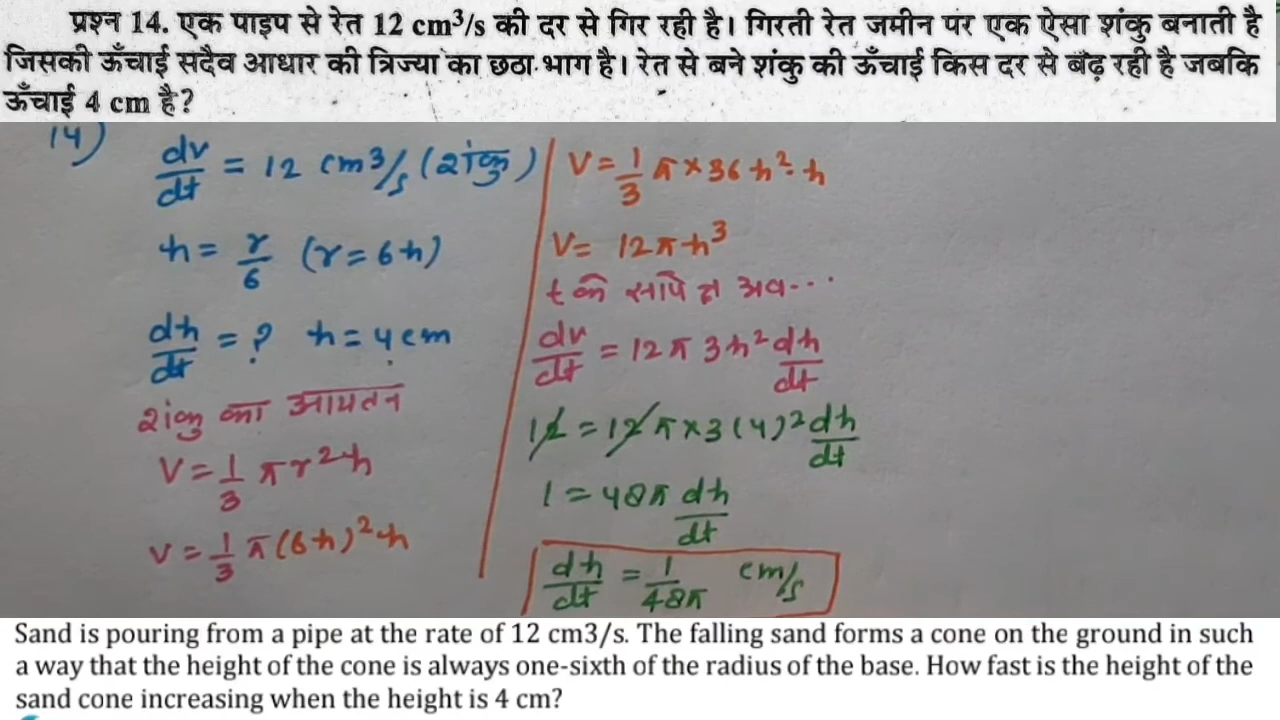 प्रश्न 14. एक पाइप से रेत 12 cm³/s की दर से गिर रही है। गिरती रेत जमीन पर एक ऐसा शंकु बनाती है
जिसकी ऊँचाई सदैव आधार की त्रिज्या का छठा भाग है। रेत से बने शंकु की ऊँचाई किस दर से बढ़ रही है जबकि
ऊँचाई 4 cm है?
14)
dv/dt = 12 cm³/s (शंकु)
h = r/6 (r = 6h)
dh/dt = ? h = 4 cm
शंकु का आयतन
V = 1/3 π r² h
V = 1/3 π (6h)² h
V = 1/3 π × 36 h² · h
V = 12 π h³
t के सापेक्ष अव...
dv/dt = 12 π 3h² dh/dt
12 = 12 π × 3 (4)² dh/dt
1 = 48π dh/dt
dh/dt = 1/48π cm/s
Sand is pouring from a pipe at the rate of 12 cm3/s. The falling sand forms a cone on the ground in such
a way that the height of the cone is always one-sixth of the radius of the base. How fast is the height of the
sand cone increasing when the height is 4 cm?